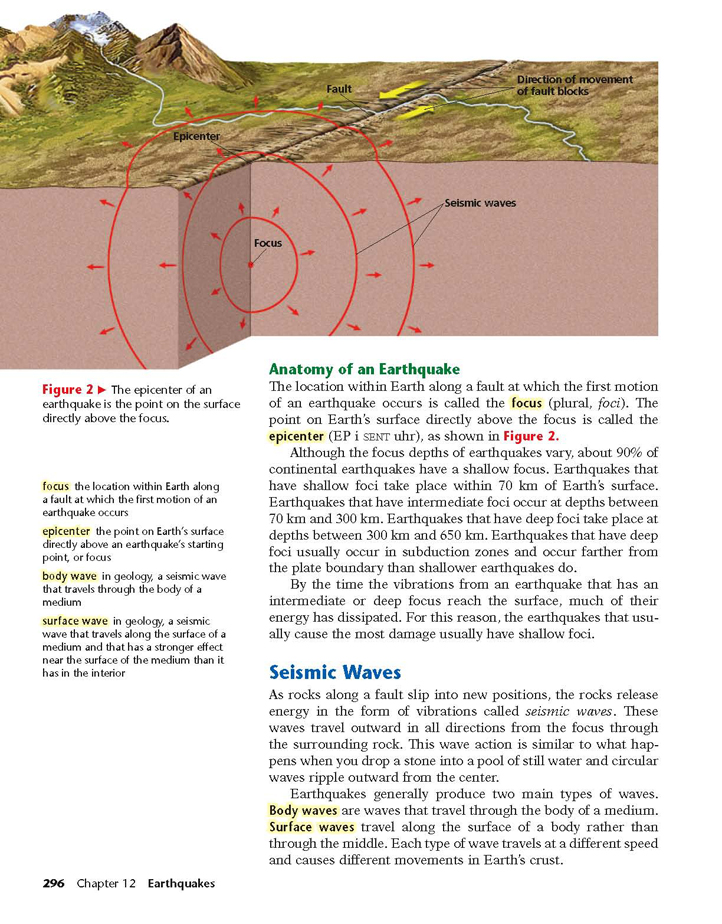 Direction of movement
of fault blocks
Fault
Epicenter
Seismic waves
Focus
Figure 2 ▶ The epicenter of an
earthquake is the point on the surface
directly above the focus.
focus the location within Earth along
a fault at which the first motion of an
earthquake occurs
epicenter the point on Earth's surface
directly above an earthquake's starting
point, or focus
body wave in geology, a seismic wave
that travels through the body of a
medium
surface wave in geology, a seismic
wave that travels along the surface of a
medium and that has a stronger effect
near the surface of the medium than it
has in the interior
Anatomy of an Earthquake
The location within Earth along a fault at which the first motion
of an earthquake occurs is called the focus (plural, foci). The
point on Earth's surface directly above the focus is called the
epicenter (EP i SENT uhr), as shown in Figure 2.
Although the focus depths of earthquakes vary, about 90% of
continental earthquakes have a shallow focus. Earthquakes that
have shallow foci take place within 70 km of Earth's surface.
Earthquakes that have intermediate foci occur at depths between
70 km and 300 km. Earthquakes that have deep foci take place at
depths between 300 km and 650 km. Earthquakes that have deep
foci usually occur in subduction zones and occur farther from
the plate boundary than shallower earthquakes do.
By the time the vibrations from an earthquake that has an
intermediate or deep focus reach the surface, much of their
energy has dissipated. For this reason, the earthquakes that usu-
ally cause the most damage usually have shallow foci.
Seismic Waves
As rocks along a fault slip into new positions, the rocks release
energy in the form of vibrations called seismic waves. These
waves travel outward in all directions from the focus through
the surrounding rock. This wave action is similar to what hap-
pens when you drop a stone into a pool of still water and circular
waves ripple outward from the center.
Earthquakes generally produce two main types of waves.
Body waves are waves that travel through the body of a medium.
Surface waves travel along the surface of a body rather than
through the middle. Each type of wave travels at a different speed
and causes different movements in Earth's crust.
296 Chapter 12 Earthquakes